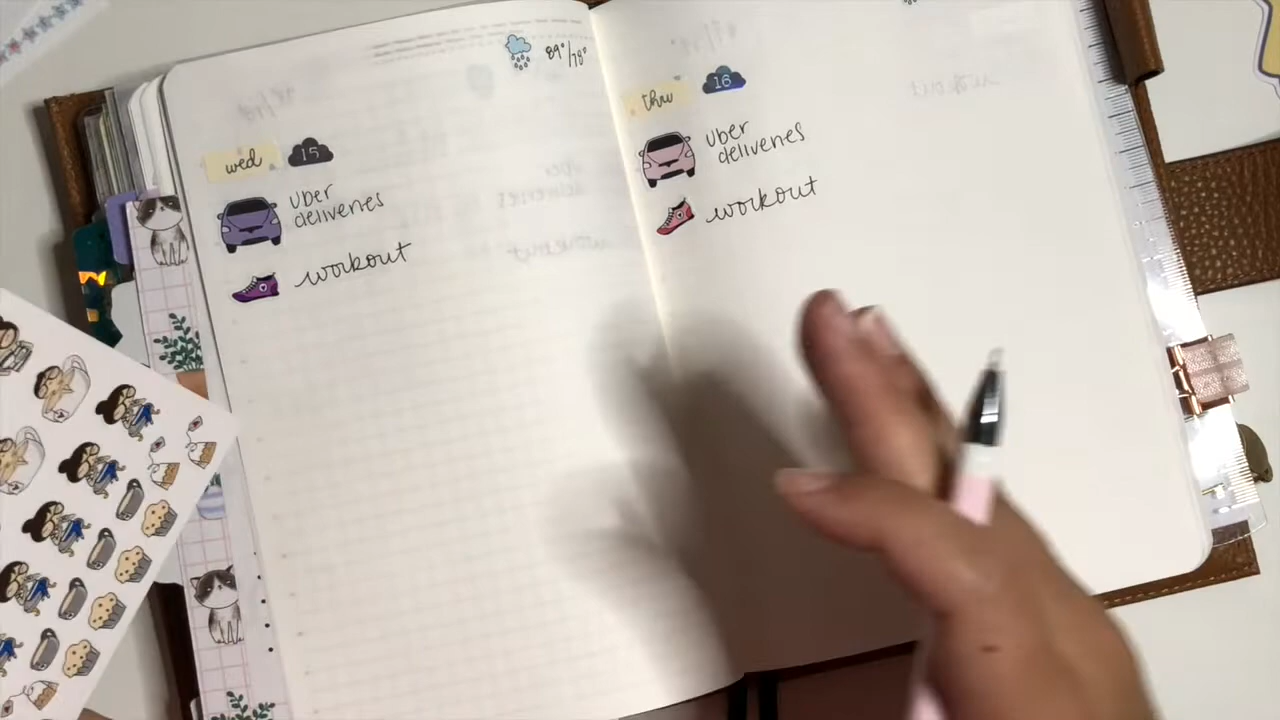 89°/78°
wed 15
Uber
deliveries
workout
thu 16
Uber
deliveries
workout